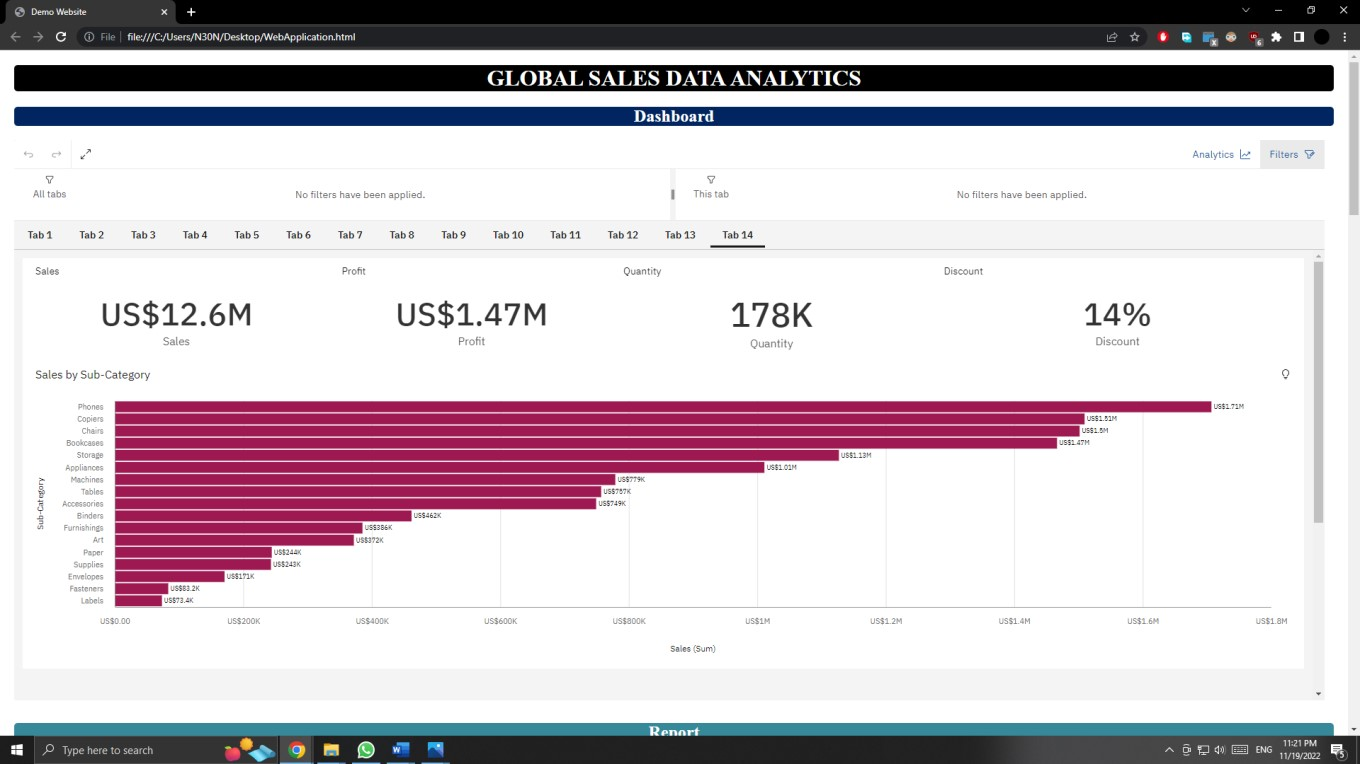 Demo Website
File file:///C:/Users/N30N/Desktop/WebApplication.html
GLOBAL SALES DATA ANALYTICS
Dashboard
Analytics Filters
All tabs No filters have been applied. This tab No filters have been applied.
Tab 1 Tab 2 Tab 3 Tab 4 Tab 5 Tab 6 Tab 7 Tab 8 Tab 9 Tab 10 Tab 11 Tab 12 Tab 13 Tab 14
Sales Profit Quantity Discount
US$12.6M US$1.47M 178K 14%
Sales Profit Quantity Discount
Sales by Sub-Category
Sub-Category
Phones US$1.71M
Copiers US$1.51M
Chairs US$1.5M
Bookcases US$1.47M
Storage US$1.13M
Appliances US$1.01M
Machines US$779K
Tables US$757K
Accessories US$749K
Binders US$462K
Furnishings US$386K
Art US$372K
Paper US$244K
Supplies US$243K
Envelopes US$171K
Fasteners US$83.2K
Labels US$73.4K
US$0.00 US$200K US$400K US$600K US$800K US$1M US$1.2M US$1.4M US$1.6M US$1.8M
Sales (Sum)
Report
Type here to search
ENG 11:21 PM
11/19/2022 5